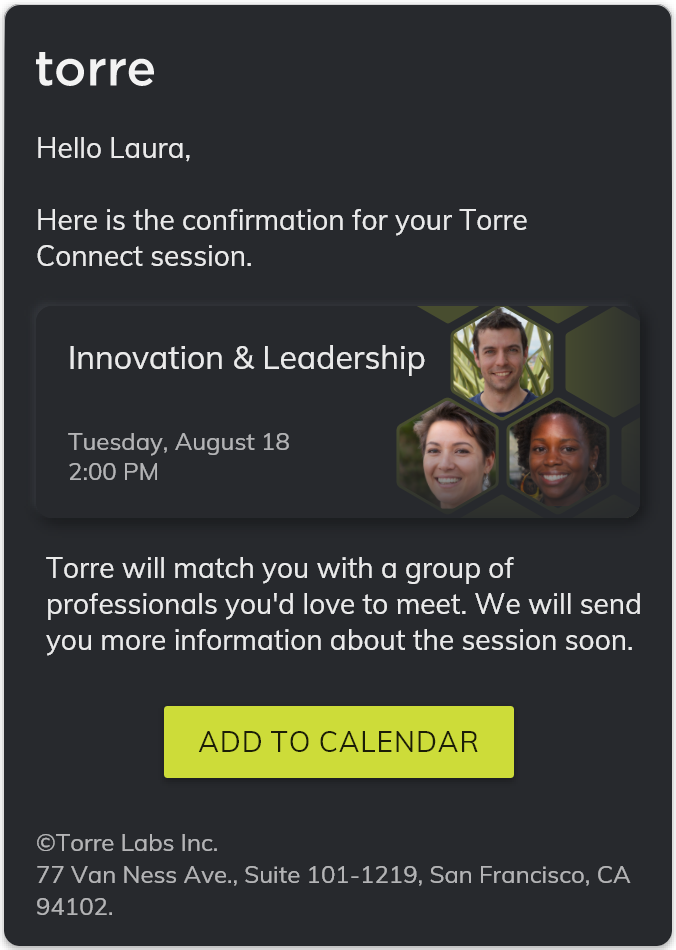 torre
Hello Laura,
Here is the confirmation for your Torre
Connect session.
Innovation & Leadership
Tuesday, August 18
2:00 PM
Torre will match you with a group of
professionals you'd love to meet. We will send
you more information about the session soon.
ADD TO CALENDAR
©Torre Labs Inc.
77 Van Ness Ave., Suite 101-1219, San Francisco, CA
94102.